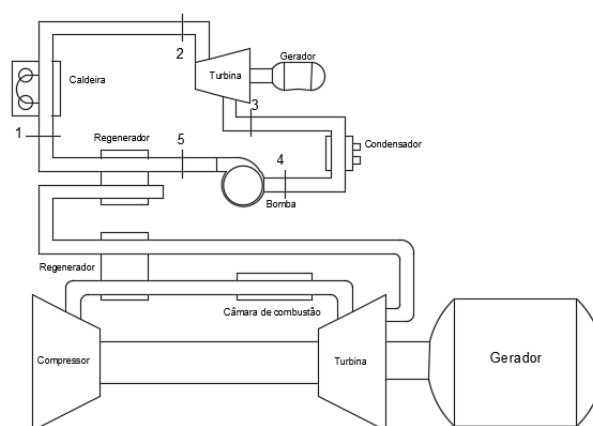 2
Gerador
Turbina
Caldeira
3
1
Regenerador
5
4
Condensador
Bomba
Regenerador
Câmara de combustão
Compressor
Turbina
Gerador